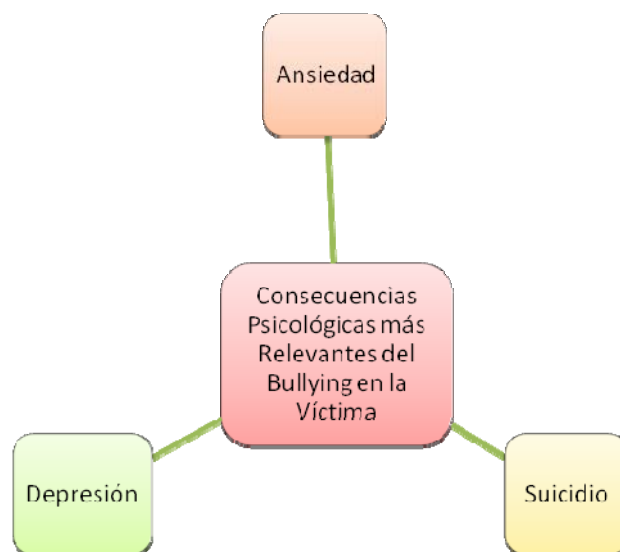 Ansiedad
Consecuencias
Psicológicas más
Relevantes del
Bullying en la
Víctima
Depresión
Suicidio